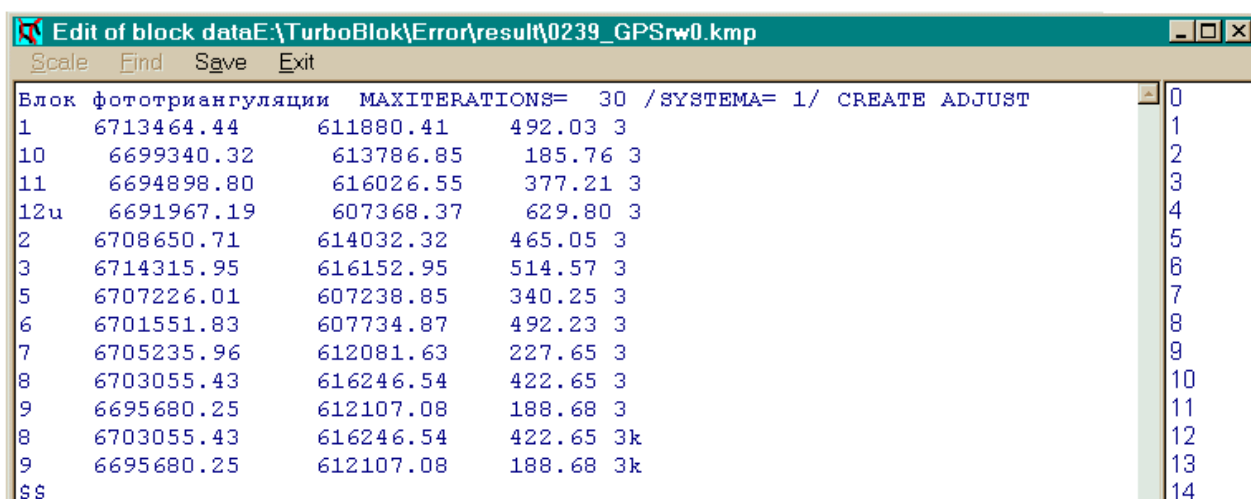 Edit of block dataE:\TurboBlok\Error\result\0239_GPSrw0.kmp
Scale Find Save Exit
Блок фототриангуляции MAXITERATIONS= 30 /SYSTEMA= 1/ CREATE ADJUST
1 6713464.44 611880.41 492.03 3
10 6699340.32 613786.85 185.76 3
11 6694898.80 616026.55 377.21 3
12u 6691967.19 607368.37 629.80 3
2 6708650.71 614032.32 465.05 3
3 6714315.95 616152.95 514.57 3
5 6707226.01 607238.85 340.25 3
6 6701551.83 607734.87 492.23 3
7 6705235.96 612081.63 227.65 3
8 6703055.43 616246.54 422.65 3
9 6695680.25 612107.08 188.68 3
8 6703055.43 616246.54 422.65 3k
9 6695680.25 612107.08 188.68 3k
$$
0
1
2
3
4
5
6
7
8
9
10
11
12
13
14